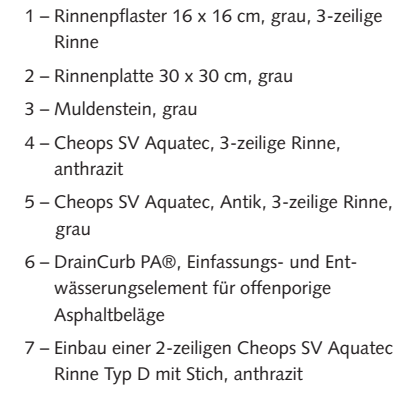 1 – Rinnenpflaster 16 x 16 cm, grau, 3-zeilige
Rinne
2 – Rinnenplatte 30 x 30 cm, grau
3 – Muldenstein, grau
4 – Cheops SV Aquatec, 3-zeilige Rinne,
anthrazit
5 – Cheops SV Aquatec, Antik, 3-zeilige Rinne,
grau
6 – DrainCurb PA®, Einfassungs- und Ent-
wässerungselement für offenporige
Asphaltbeläge
7 – Einbau einer 2-zeiligen Cheops SV Aquatec
Rinne Typ D mit Stich, anthrazit